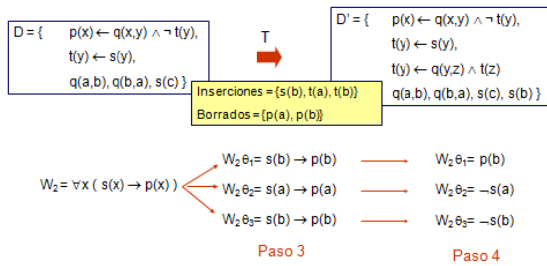 D = { p(x) ← q(x,y) ∧ ¬ t(y),
t(y) ← s(y),
q(a,b), q(b,a), s(c) }
T
D' = { p(x) ← q(x,y) ∧ ¬ t(y),
t(y) ← s(y),
t(y) ← q(y,z) ∧ t(z)
q(a,b), q(b,a), s(c), s(b) }
Inserciones = {s(b), t(a), t(b)}
Borrados = {p(a), p(b)}
W₂ = ∀x ( s(x) → p(x) )
W₂θ₁= s(b) → p(b)
W₂θ₁= p(b)
W₂θ₂= s(a) → p(a)
W₂θ₂= ¬s(a)
W₂θ₃= s(b) → p(b)
W₂θ₃= ¬s(b)
Paso 3
Paso 4